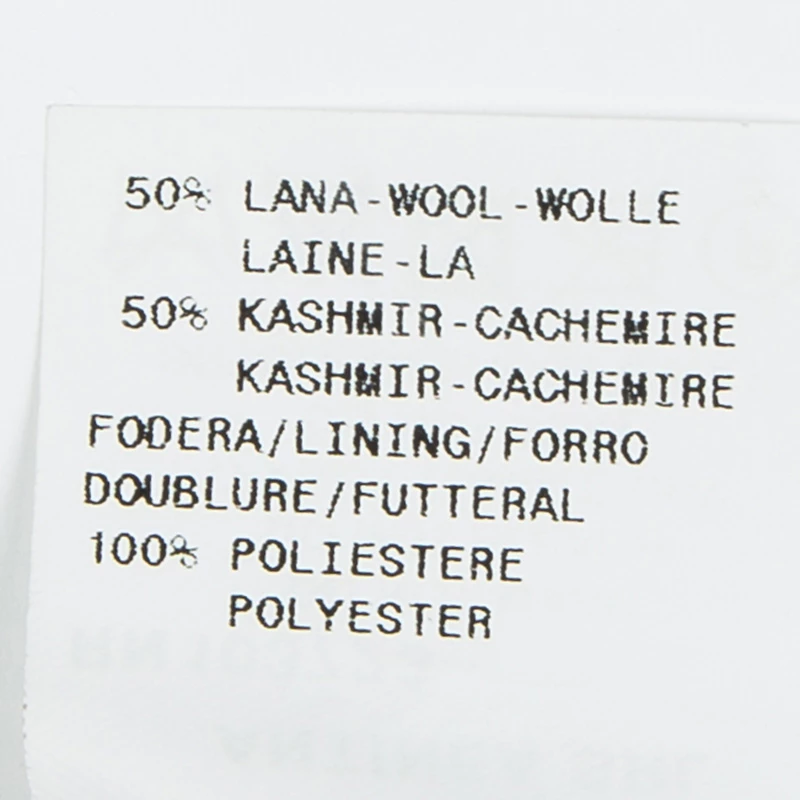 50% LANA-WOOL-WOLLE
LAINE-LA
50% KASHMIR-CACHEMIRE
KASHMIR-CACHEMIRE
FODERA/LINING/FORRO
DOUBLURE/FUTTERAL
100% POLIESTERE
POLYESTER